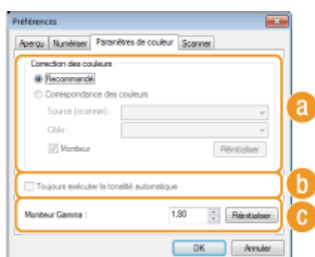 Préférences
Aperçu Numériser Paramètres de couleur Scanner
Correction des couleurs
Recommandé
Correspondance des couleurs
Source (scanner) :
Cible :
Moniteur Réinitialiser
a
Toujours exécuter la tonalité automatique
b
Moniteur Gamma : 1,80 Réinitialiser
c
OK Annuler